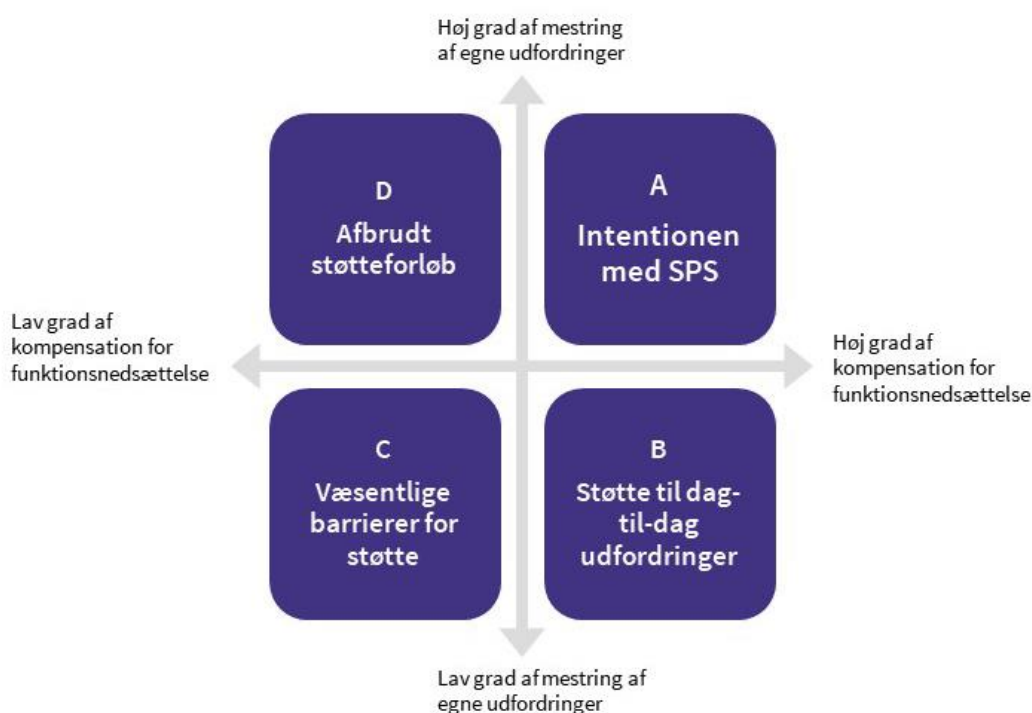 Høj grad af mestring
af egne udfordringer
D
Afbrudt
støtteforløb
A
Intentionen
med SPS
Lav grad af
kompensation for
funktionsnedsættelse
Høj grad af
kompensation for
funktionsnedsættelse
C
Væsentlige
barrierer for
støtte
B
Støtte til dag-
til-dag
udfordringer
Lav grad af mestring af
egne udfordringer